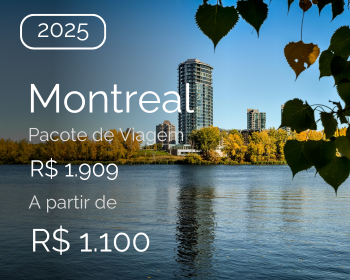 2025
Montreal
Pacote de Viagem
R$ 1.909
A partir de
R$ 1.100